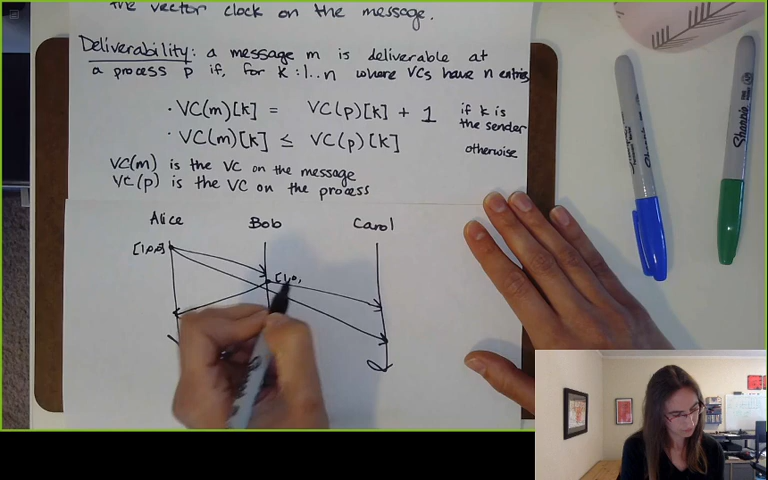 the vector clock on the message.
Deliverability: a message m is deliverable at
a process p if, for k:1..n where VCs have n entries
· VC(m)[k] = VC(p)[k] + 1 if k is
the sender
· VC(m)[k] ≤ VC(p)[k] otherwise
VC(m) is the VC on the message
VC(p) is the VC on the process
Alice Bob Carol
[1,0,0]
[1,0,
Sharpie